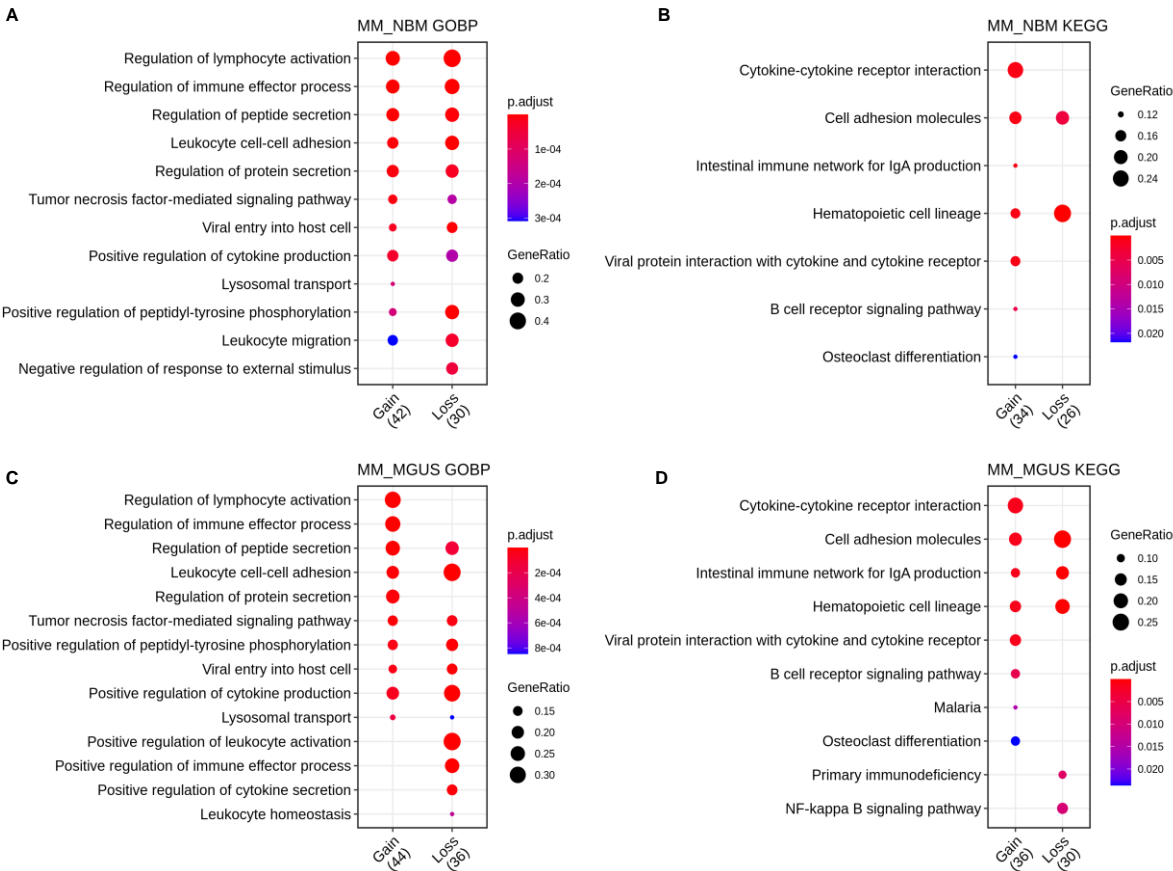 A
MM_NBM GOBP
Regulation of lymphocyte activation
Regulation of immune effector process
Regulation of peptide secretion
Leukocyte cell-cell adhesion
Regulation of protein secretion
Tumor necrosis factor-mediated signaling pathway
Viral entry into host cell
Positive regulation of cytokine production
Lysosomal transport
Positive regulation of peptidyl-tyrosine phosphorylation
Leukocyte migration
Negative regulation of response to external stimulus
Gain
(42)
Loss
(30)
p.adjust
1e-04
2e-04
3e-04
GeneRatio
0.2
0.3
0.4
B
MM_NBM KEGG
Cytokine-cytokine receptor interaction
Cell adhesion molecules
Intestinal immune network for IgA production
Hematopoietic cell lineage
Viral protein interaction with cytokine and cytokine receptor
B cell receptor signaling pathway
Osteoclast differentiation
Gain
(34)
Loss
(26)
GeneRatio
0.12
0.16
0.20
0.24
p.adjust
0.005
0.010
0.015
0.020
C
MM_MGUS GOBP
Regulation of lymphocyte activation
Regulation of immune effector process
Regulation of peptide secretion
Leukocyte cell-cell adhesion
Regulation of protein secretion
Tumor necrosis factor-mediated signaling pathway
Positive regulation of peptidyl-tyrosine phosphorylation
Viral entry into host cell
Positive regulation of cytokine production
Lysosomal transport
Positive regulation of leukocyte activation
Positive regulation of immune effector process
Positive regulation of cytokine secretion
Leukocyte homeostasis
Gain
(44)
Loss
(36)
p.adjust
2e-04
4e-04
6e-04
8e-04
GeneRatio
0.15
0.20
0.25
0.30
D
MM_MGUS KEGG
Cytokine-cytokine receptor interaction
Cell adhesion molecules
Intestinal immune network for IgA production
Hematopoietic cell lineage
Viral protein interaction with cytokine and cytokine receptor
B cell receptor signaling pathway
Malaria
Osteoclast differentiation
Primary immunodeficiency
NF-kappa B signaling pathway
Gain
(36)
Loss
(30)
GeneRatio
0.10
0.15
0.20
0.25
p.adjust
0.005
0.010
0.015
0.020